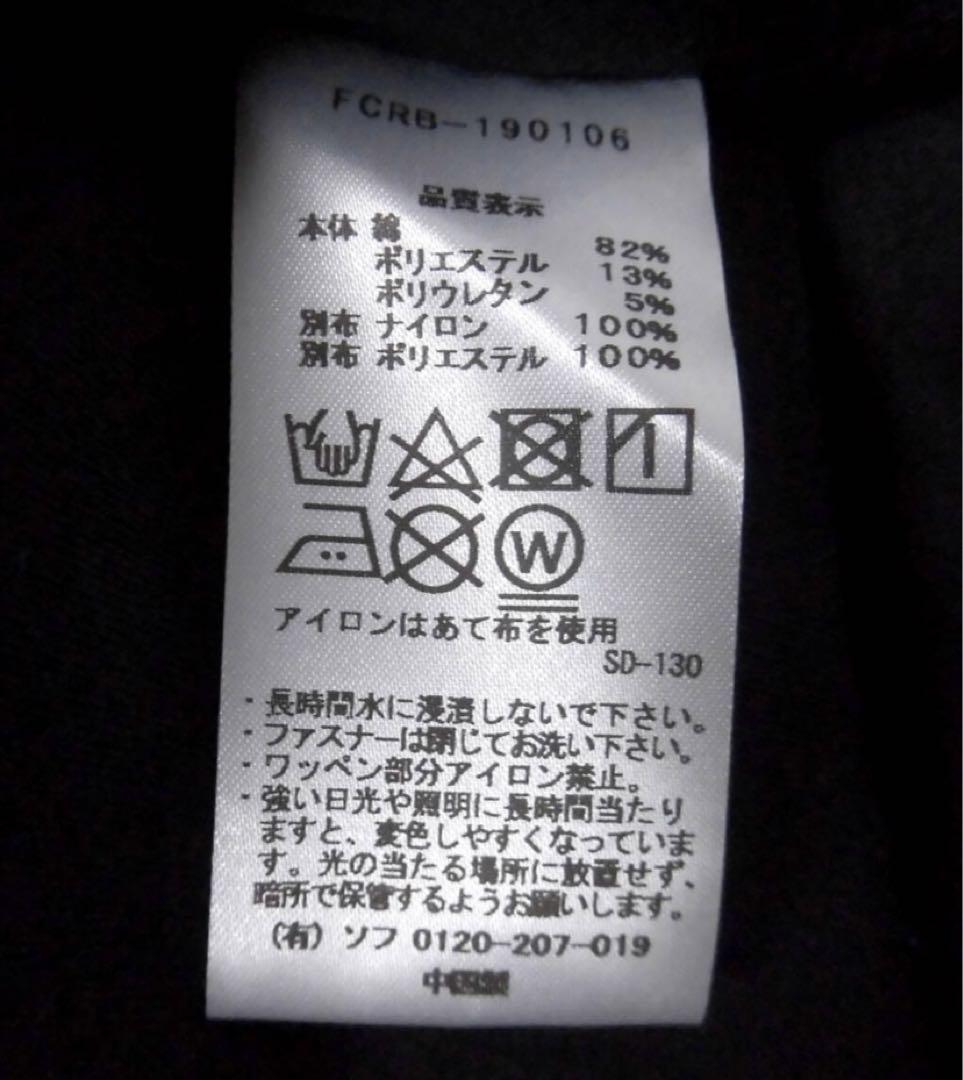 FCRB-190106
品質表示
本体 綿 82%
ポリエステル 13%
ポリウレタン 5%
別布 ナイロン 100%
別布 ポリエステル 100%
W
アイロンはあて布を使用
SD-130
・長時間水に浸漬しないで下さい。
・ファスナーは閉じてお洗い下さい。
・ワッペン部分アイロン禁止。
・強い日光や照明に長時間当たり
ますと、変色しやすくなっていま
す。光の当たる場所に放置せず、
暗所で保管するようお願いします。
(有) ソフ 0120-207-019
中国製